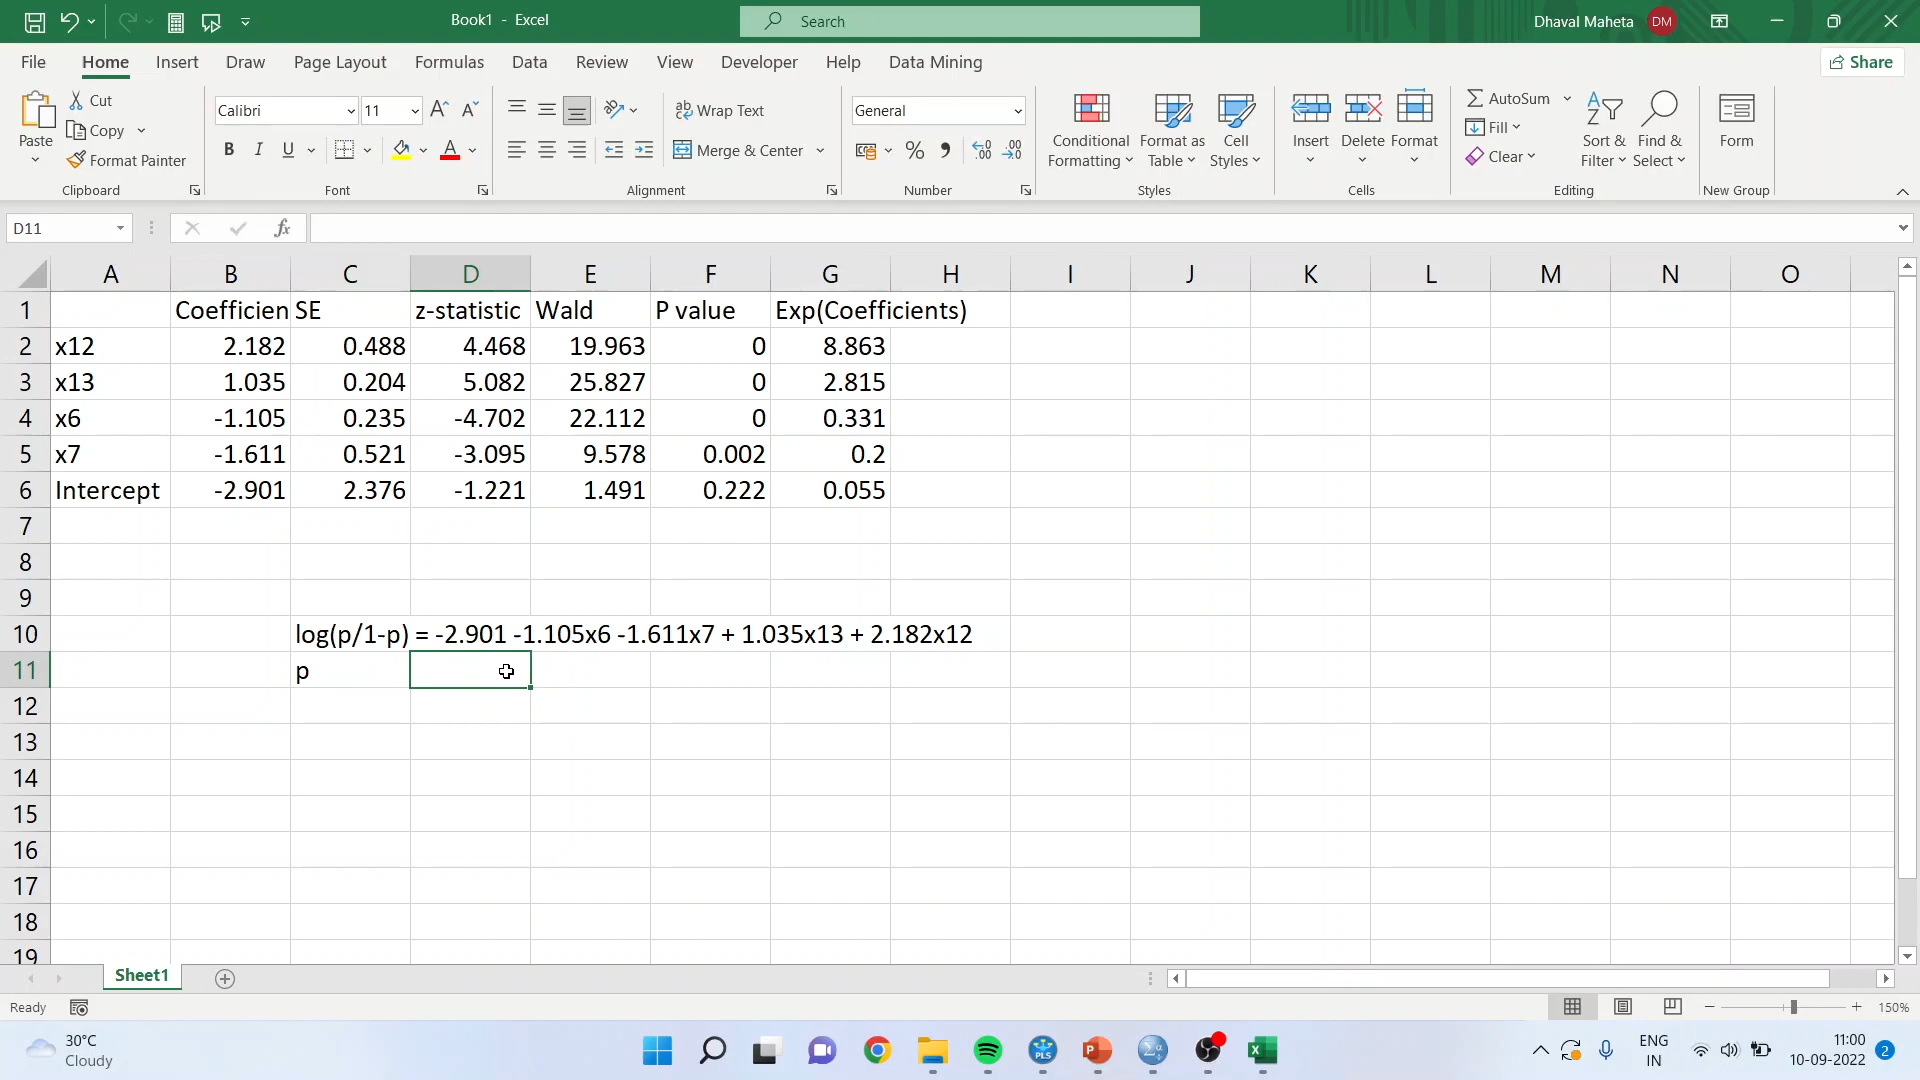 Book1 - Excel
Search
Dhaval Maheta DM
File Home Insert Draw Page Layout Formulas Data Review View Developer Help Data Mining Share
Paste
Cut
Copy
Format Painter
Clipboard
Calibri 11
B I U A
Font
Wrap Text
Merge & Center
Alignment
General
Number
Conditional Formatting
Format as Table
Cell Styles
Styles
Insert Delete Format
Cells
AutoSum
Fill
Clear
Sort & Filter
Find & Select
Editing
Form
New Group
D11 fx
A B C D E F G H I J K L M N O
1 Coefficien SE z-statistic Wald P value Exp(Coefficients)
2 x12 2.182 0.488 4.468 19.963 0 8.863
3 x13 1.035 0.204 5.082 25.827 0 2.815
4 x6 -1.105 0.235 -4.702 22.112 0 0.331
5 x7 -1.611 0.521 -3.095 9.578 0.002 0.2
6 Intercept -2.901 2.376 -1.221 1.491 0.222 0.055
7
8
9
10 log(p/1-p) = -2.901 -1.105x6 -1.611x7 + 1.035x13 + 2.182x12
11 p
12
13
14
15
16
17
18
19
Sheet1
Ready 150%
30°C
Cloudy
PLS
ENG
IN
11:00
10-09-2022
2